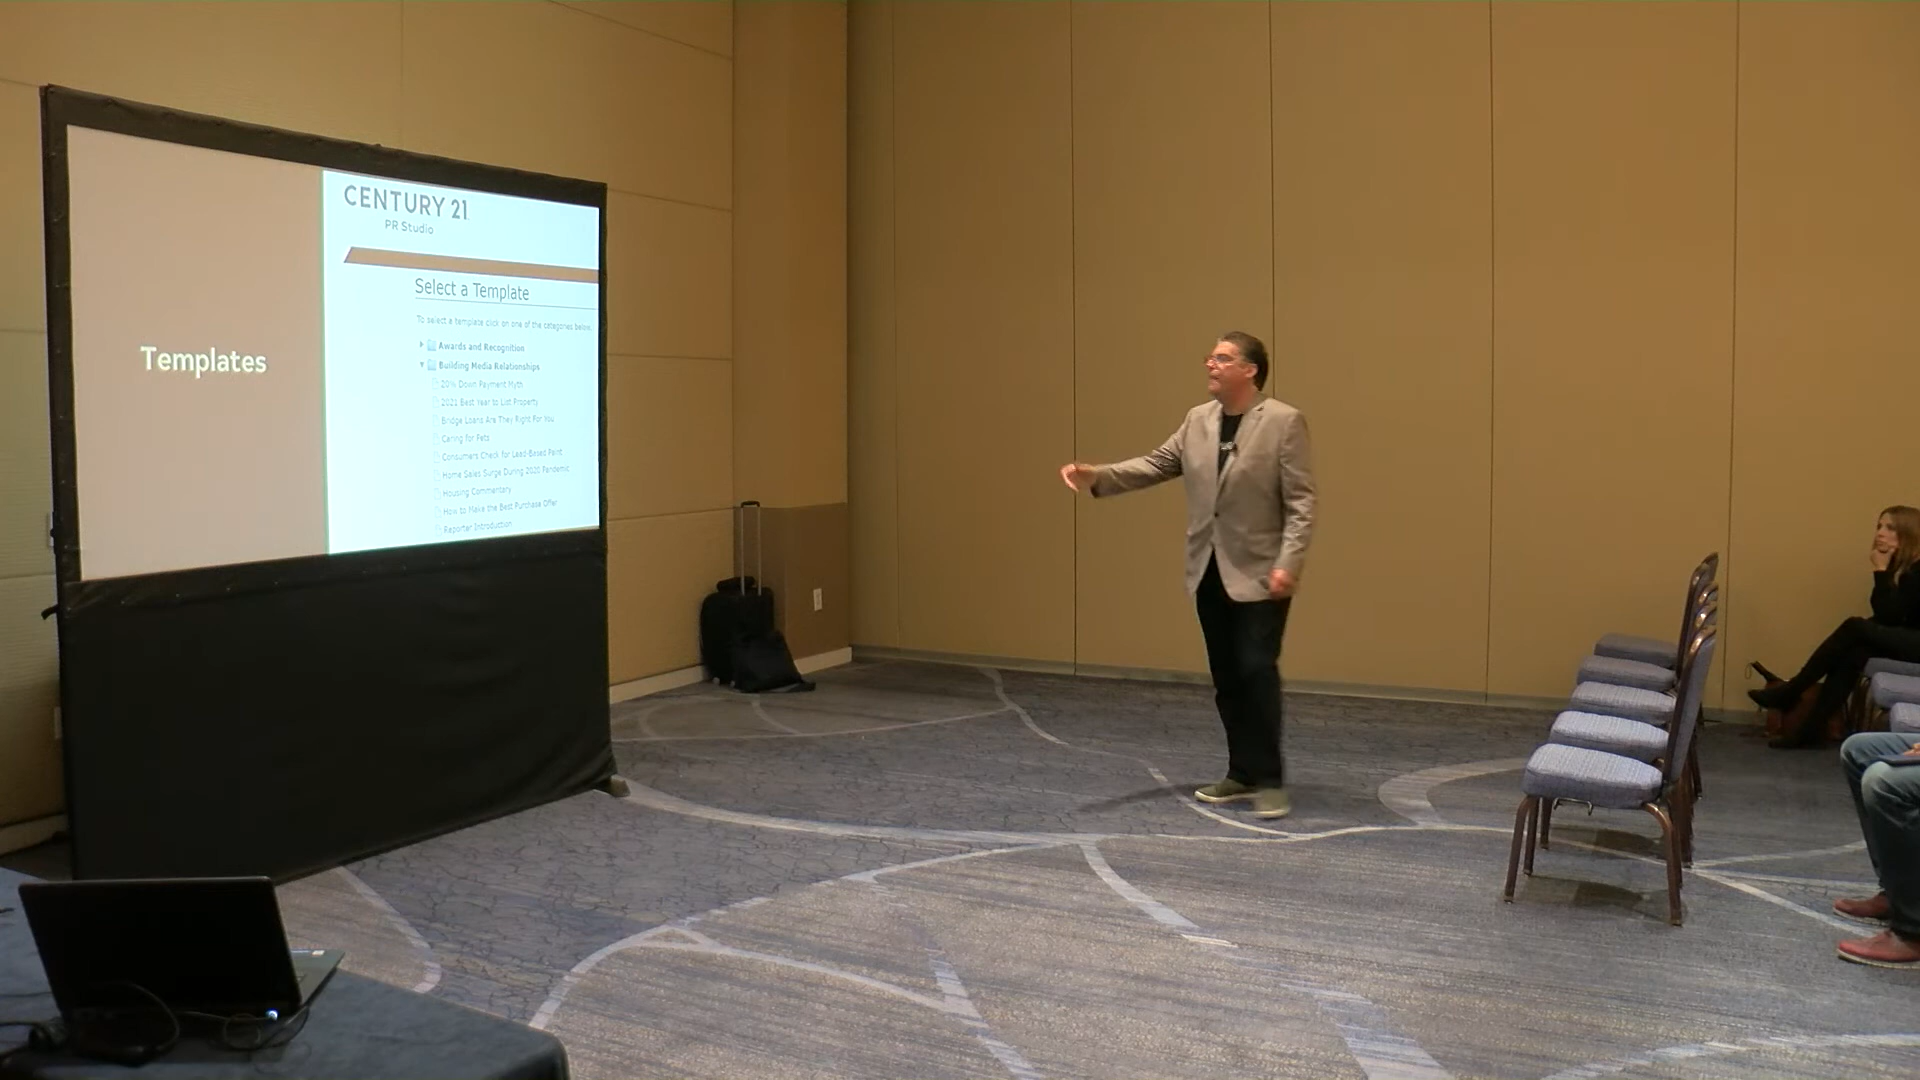 Templates
CENTURY 21
PR Studio
Select a Template
To select a template click on one of the categories below.
Awards and Recognition
Building Media Relationships
20% Down Payment Myth
2021 Best Year to List Property
Bridge Loans Are They Right For You
Caring for Pets
Consumers Check for Lead-Based Paint
Home Sales Surge During 2020 Pandemic
Housing Commentary
How to Make the Best Purchase Offer
Reporter Introduction